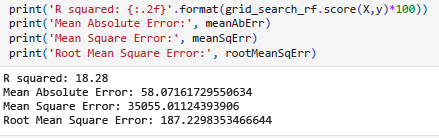 print('R squared: {:.2f}'.format(grid_search_rf.score(X,y)*100))
print('Mean Absolute Error:', meanAbErr)
print('Mean Square Error:', meanSqErr)
print('Root Mean Square Error:', rootMeanSqErr)
R squared: 18.28
Mean Absolute Error: 58.07161729550634
Mean Square Error: 35055.01124393906
Root Mean Square Error: 187.2298353466644